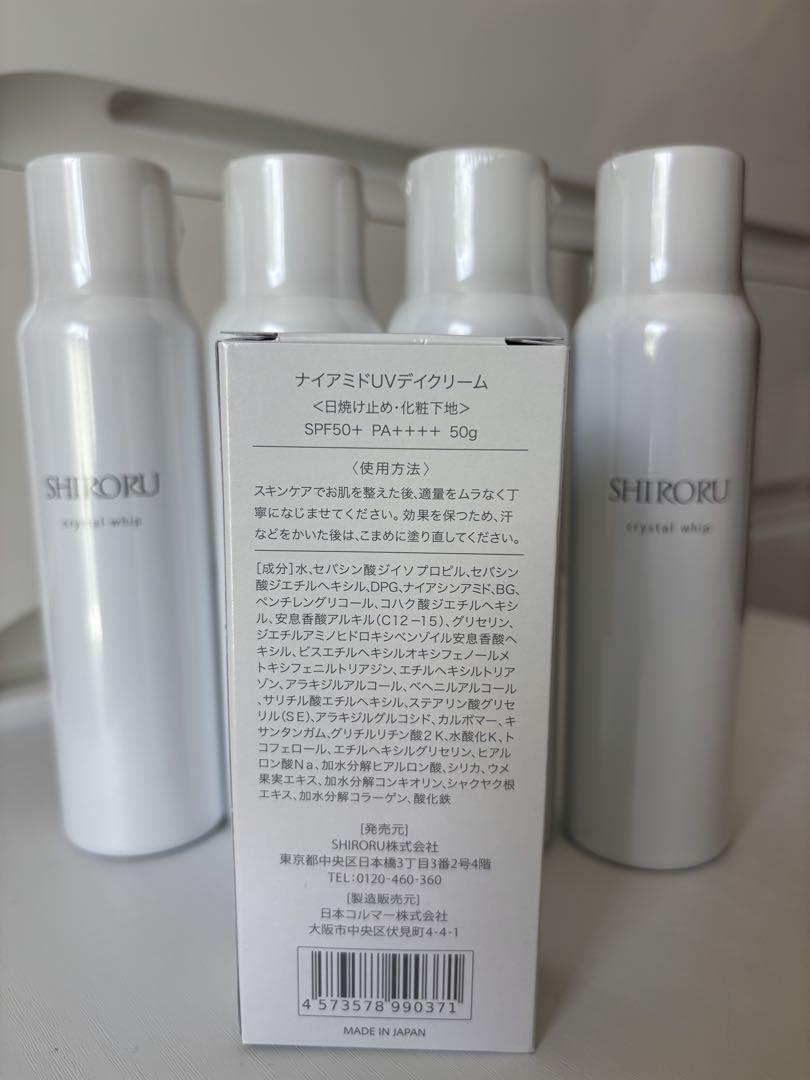 SHIRORU
crystal whip
SHIRORU
crystal whip
ナイアミドUVデイクリーム
＜日焼け止め・化粧下地＞
SPF50+ PA++++ 50g
〈使用方法〉
スキンケアでお肌を整えた後、適量をムラなく丁
寧になじませてください。効果を保つため、汗
などをかいた後は、こまめに塗り直してください。
[成分]水、セバシン酸ジイソプロピル、セバシン
酸ジエチルヘキシル、DPG、ナイアシンアミド、BG、
ペンチレングリコール、コハク酸ジエチルヘキシ
ル、安息香酸アルキル(C12-15)、グリセリン、
ジエチルアミノヒドロキシベンゾイル安息香酸ヘ
キシル、ビスエチルヘキシルオキシフェノールメ
トキシフェニルトリアジン、エチルヘキシルトリア
ゾン、アラキジルアルコール、ベヘニルアルコール
、サリチル酸エチルヘキシル、ステアリン酸グリセ
リル(SE)、アラキジルグルコシド、カルボマー、キ
サンタンガム、グリチルリチン酸2K、水酸化K、ト
コフェロール、エチルヘキシルグリセリン、ヒアル
ロン酸Na、加水分解ヒアルロン酸、シリカ、ウメ
果実エキス、加水分解コンキオリン、シャクヤク根
エキス、加水分解コラーゲン、酸化鉄
[発売元]
SHIRORU株式会社
東京都中央区日本橋3丁目3番2号4階
TEL:0120-460-360
[製造販売元]
日本コルマー株式会社
大阪市中央区伏見町4-4-1
4 573578 990371
MADE IN JAPAN